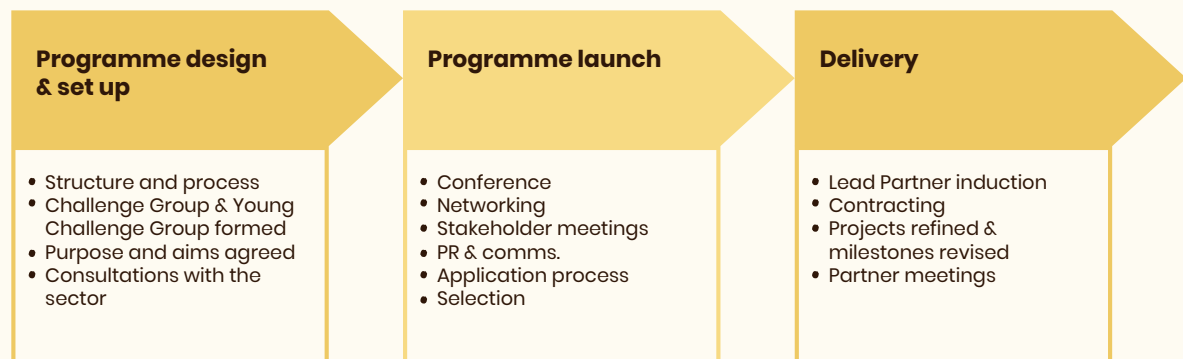 Programme design
& set up
• Structure and process
• Challenge Group & Young
Challenge Group formed
• Purpose and aims agreed
• Consultations with the
sector
Programme launch
• Conference
• Networking
• Stakeholder meetings
• PR & comms.
• Application process
• Selection
Delivery
• Lead Partner induction
• Contracting
• Projects refined &
milestones revised
• Partner meetings